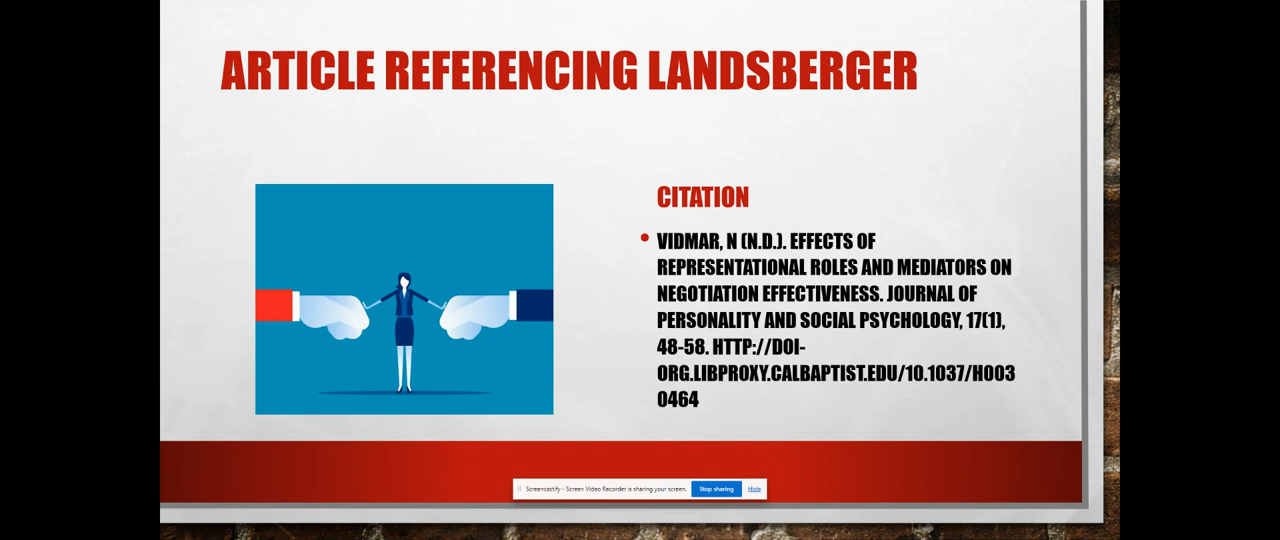 ARTICLE REFERENCING LANDSBERGER
CITATION
• VIDMAR, N (N.D.). EFFECTS OF
REPRESENTATIONAL ROLES AND MEDIATORS ON
NEGOTIATION EFFECTIVENESS. JOURNAL OF
PERSONALITY AND SOCIAL PSYCHOLOGY, 17(1),
48-58. HTTP://DOI-
ORG.LIBPROXY.CALBAPTIST.EDU/10.1037/H003
0464
Screencastify - Screen Video Recorder is sharing your screen. Stop sharing Hide